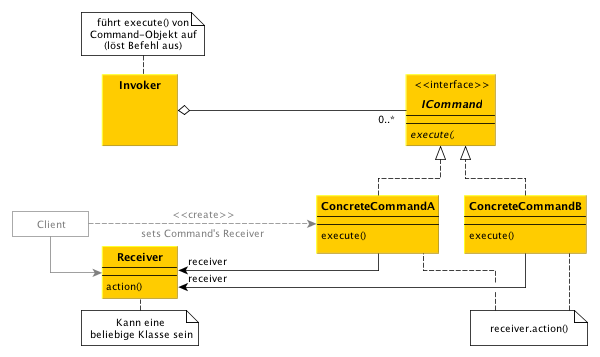 führt execute() von
Command-Objekt auf
(löst Befehl aus)
Invoker
<<interface>>
ICommand
0..*
execute(,
ConcreteCommandA
ConcreteCommandB
<<create>>
Client
sets Command's Receiver
execute()
execute()
Receiver
receiver
receiver
action()
Kann eine
beliebige Klasse sein
receiver.action()